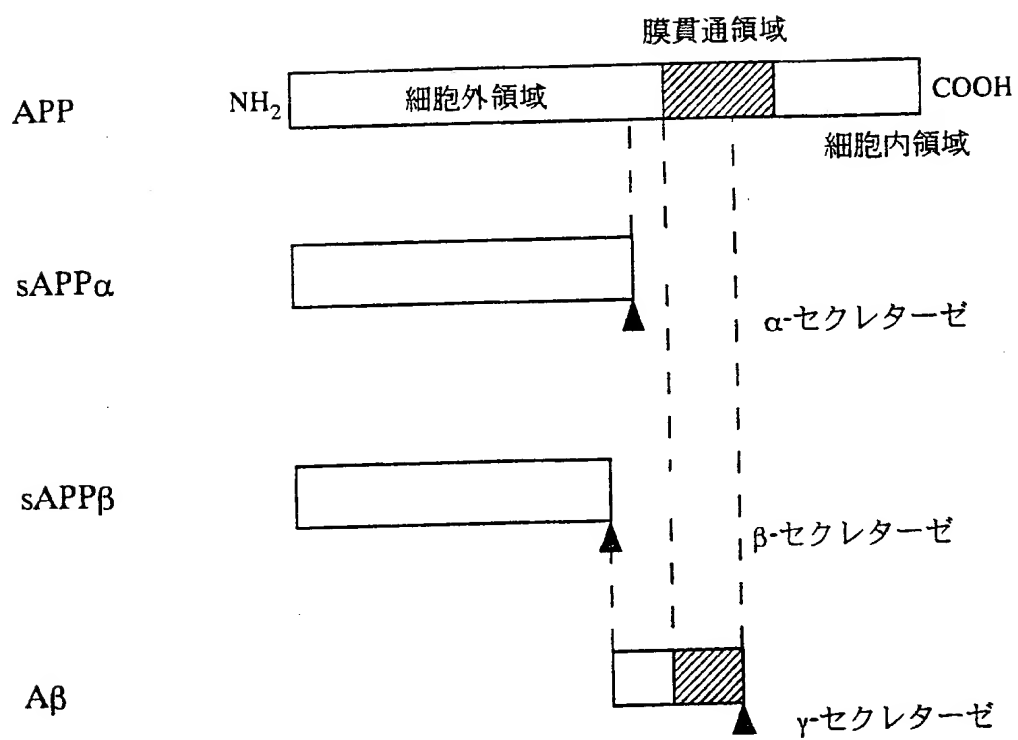 膜貫通領域
APP
NH₂
細胞外領域
COOH
細胞内領域
sAPPα
α-セクレターゼ
sAPPβ
β-セクレターゼ
Aβ
γ-セクレターゼ